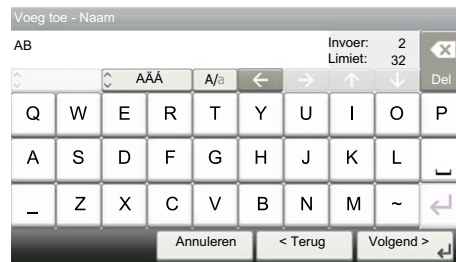 Voeg toe - Naam
AB
Invoer: 2
Limiet: 32
AÄÁ A/a ← → ↑ ↓ Del
Q W E R T Y U I O P
A S D F G H J K L
_ Z X C V B N M ~
Annuleren < Terug Volgend >